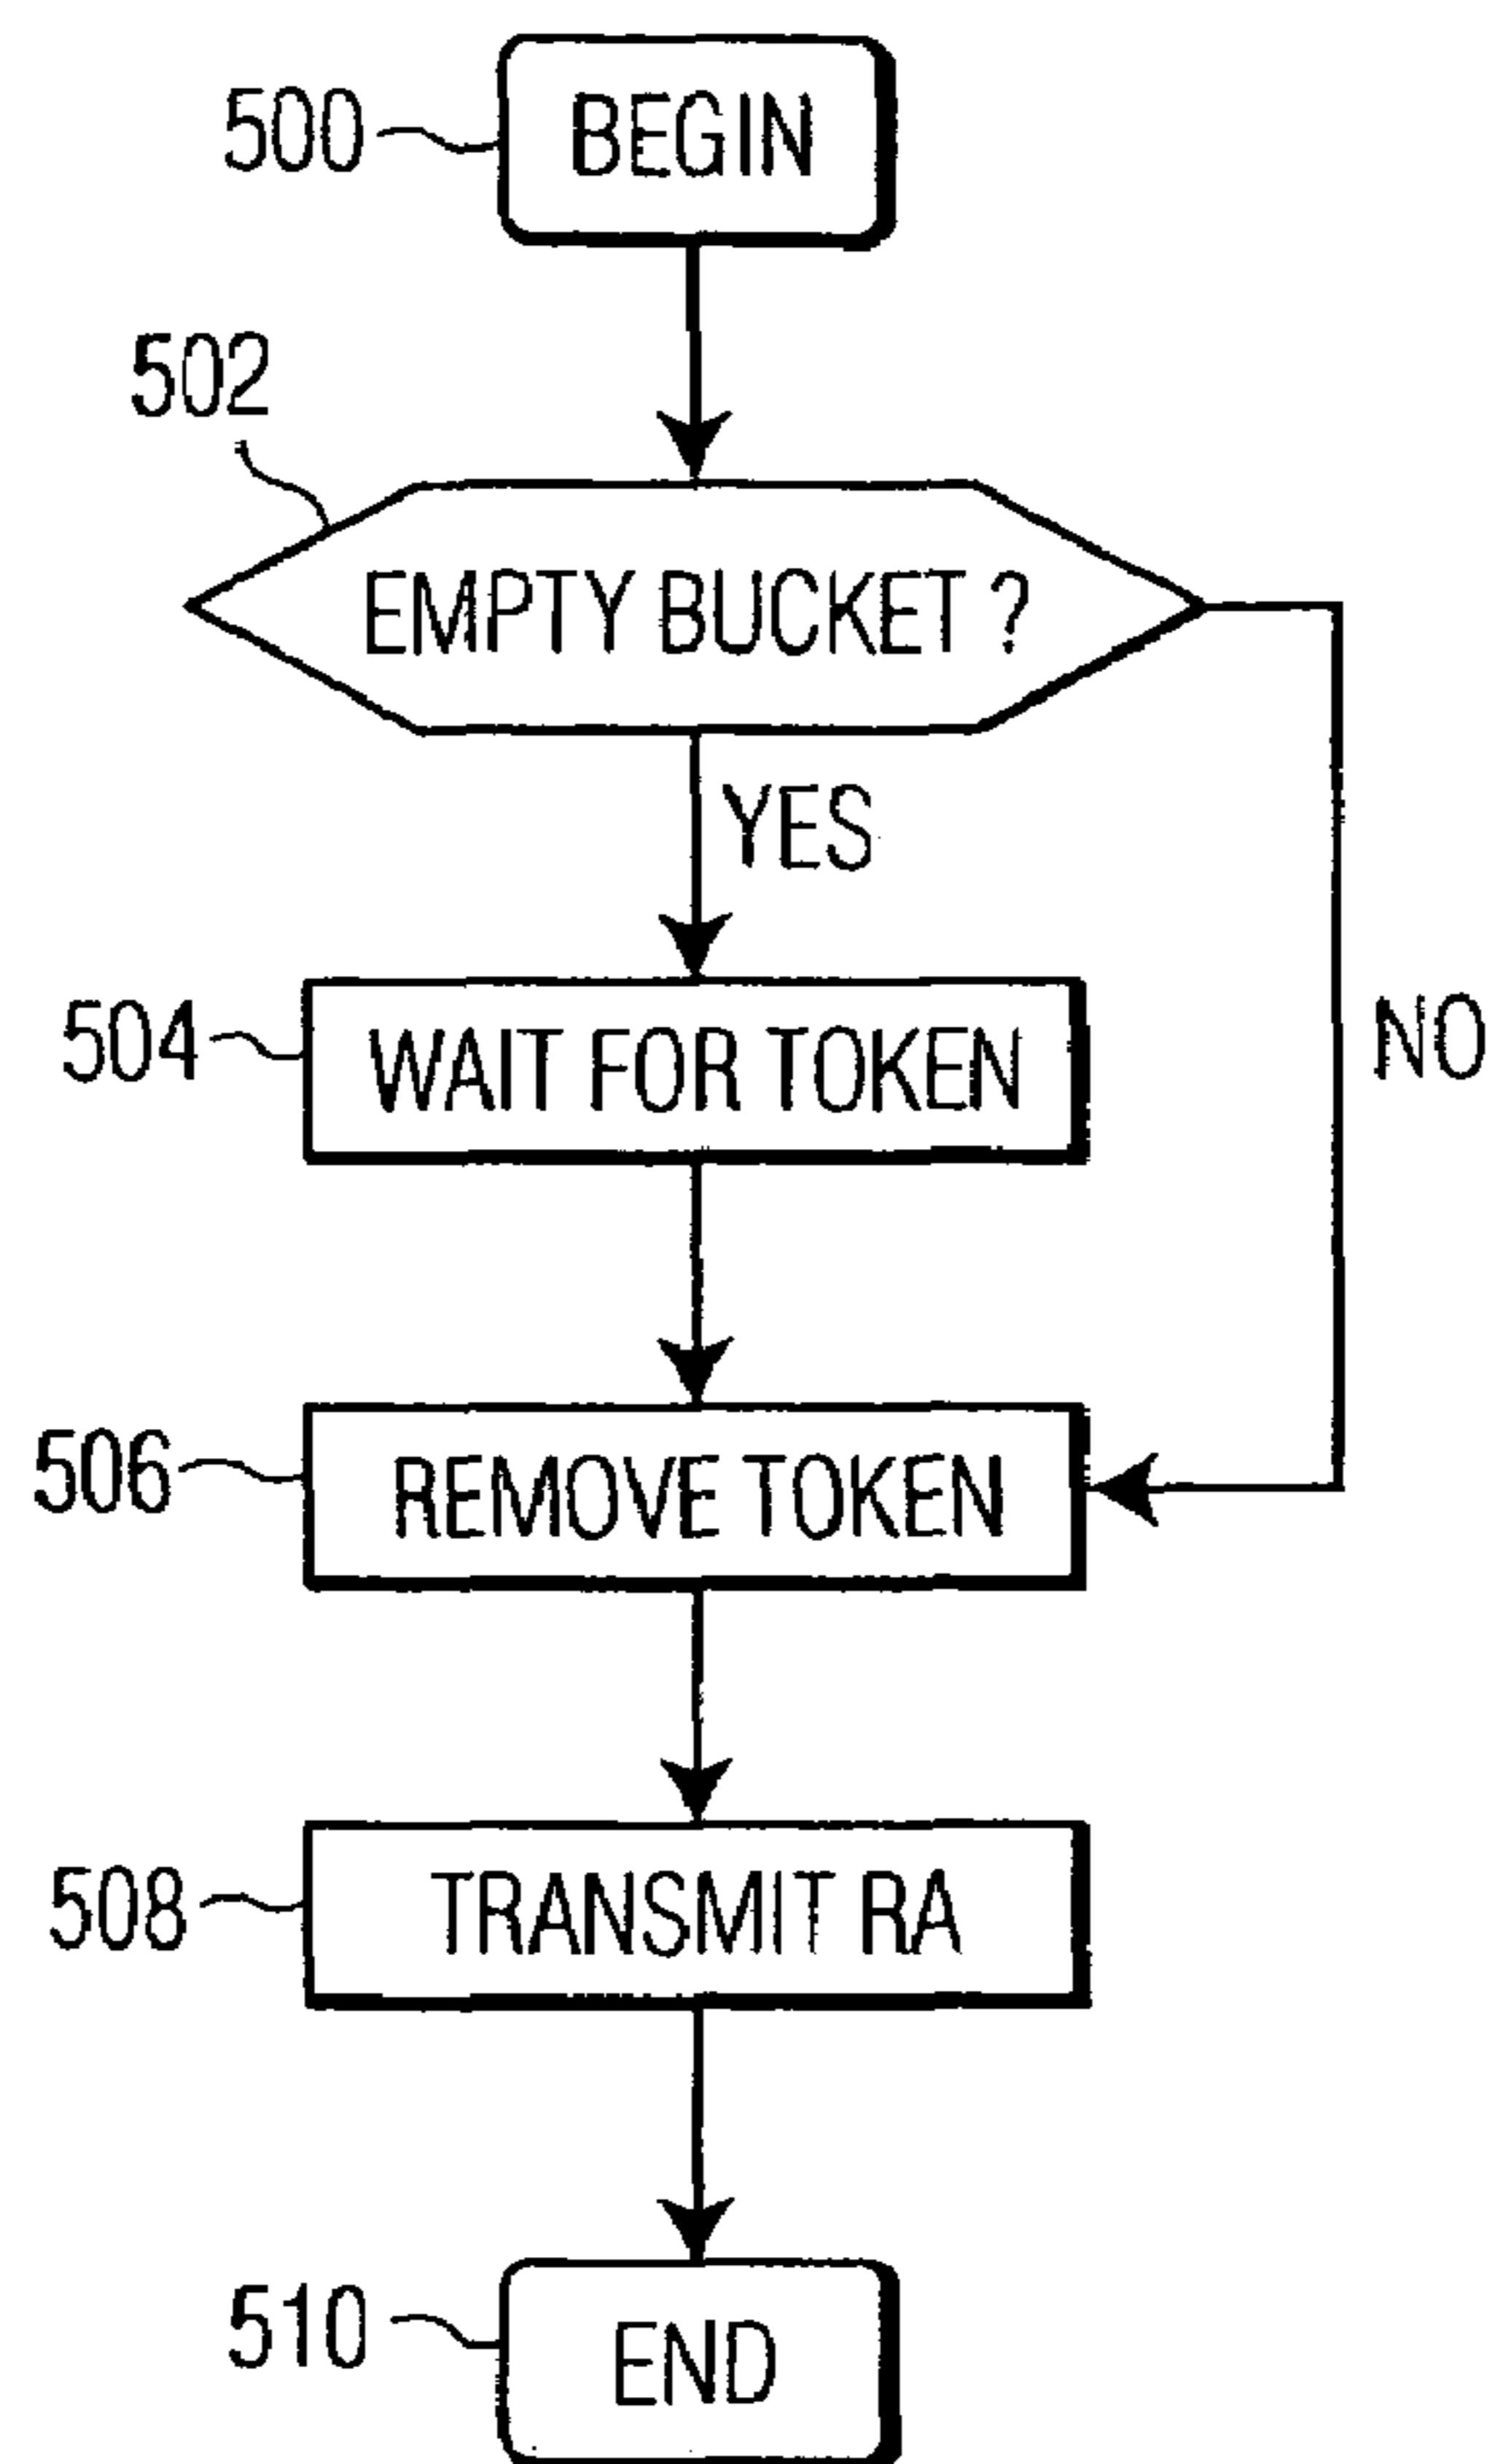 500 BEGIN
502
EMPTY BUCKET ?
YES
504 WAIT FOR TOKEN
NO
506 REMOVE TOKEN
508 TRANSMIT RA
510 END